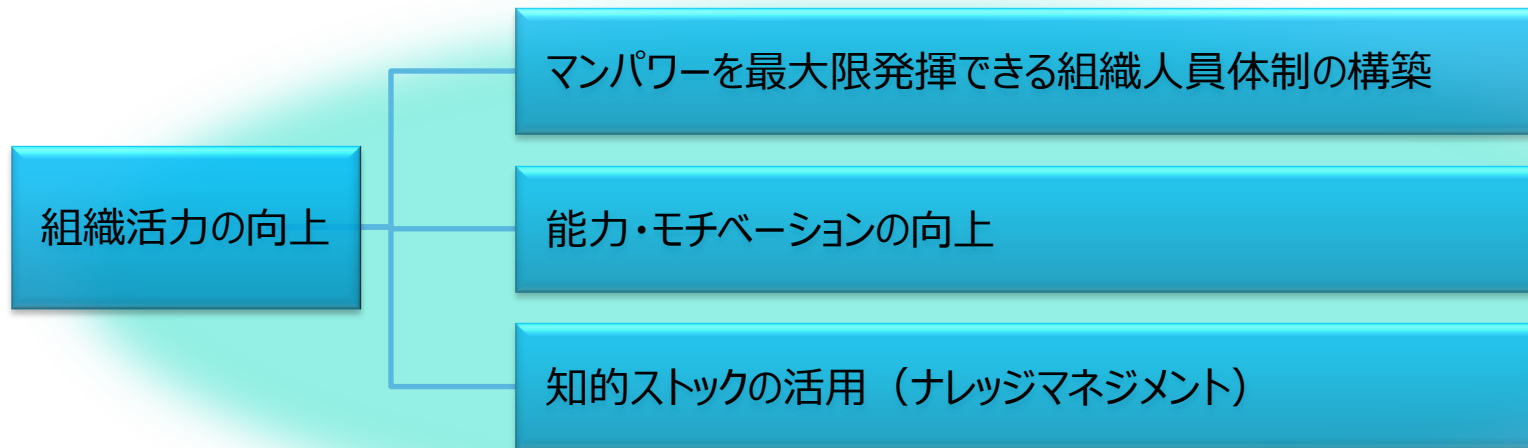 マンパワーを最大限発揮できる組織人員体制の構築
組織活力の向上
能力・モチベーションの向上
知的ストックの活用（ナレッジマネジメント）